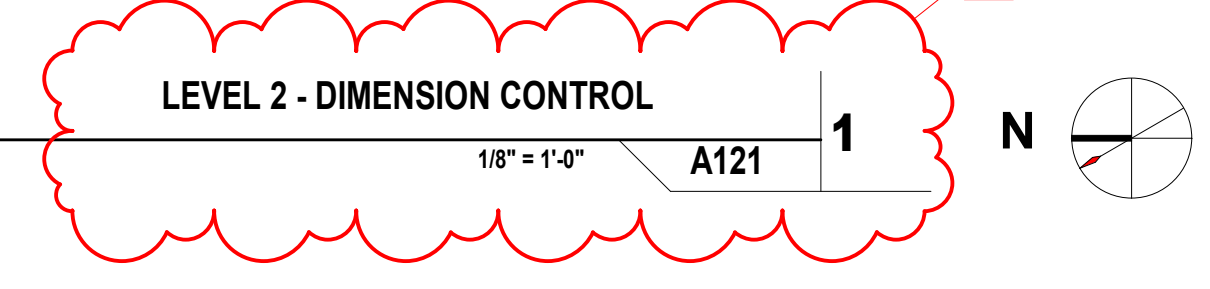 LEVEL 2 - DIMENSION CONTROL
1/8" = 1'-0"
A121
1
N